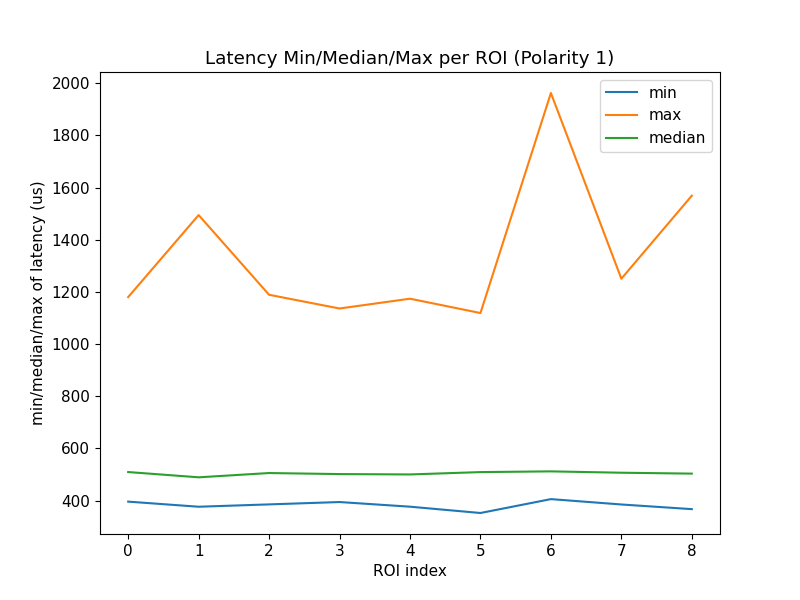 Latency Min/Median/Max per ROI (Polarity 1)
min
max
median
min/median/max of latency (us)
2000
1800
1600
1400
1200
1000
800
600
400
0 1 2 3 4 5 6 7 8
ROI index